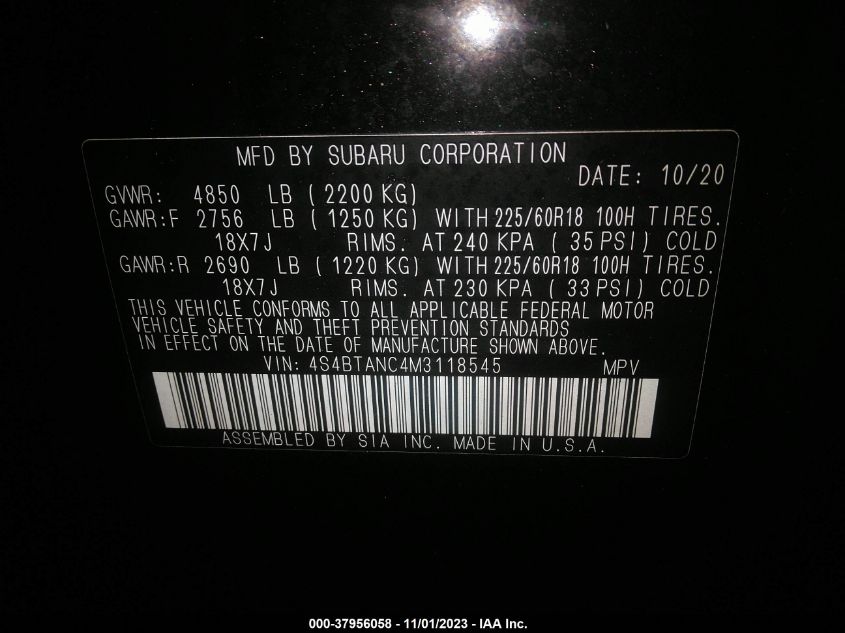 MFD BY SUBARU CORPORATION
DATE: 10/20
GVWR: 4850 LB ( 2200 KG)
GAWR:F 2756 LB ( 1250 KG) WITH 225/60R18 100H TIRES.
18X7J RIMS. AT 240 KPA ( 35 PSI) COLD
GAWR:R 2690 LB ( 1220 KG) WITH 225/60R18 100H TIRES.
18X7J RIMS. AT 230 KPA ( 33 PSI) COLD
THIS VEHICLE CONFORMS TO ALL APPLICABLE FEDERAL MOTOR
VEHICLE SAFETY AND THEFT PREVENTION STANDARDS
IN EFFECT ON THE DATE OF MANUFACTURE SHOWN ABOVE.
VIN: 4S4BTANC4M3118545 MPV
ASSEMBLED BY SIA INC. MADE IN U.S.A.
000-37956058 - 11/01/2023 - IAA Inc.